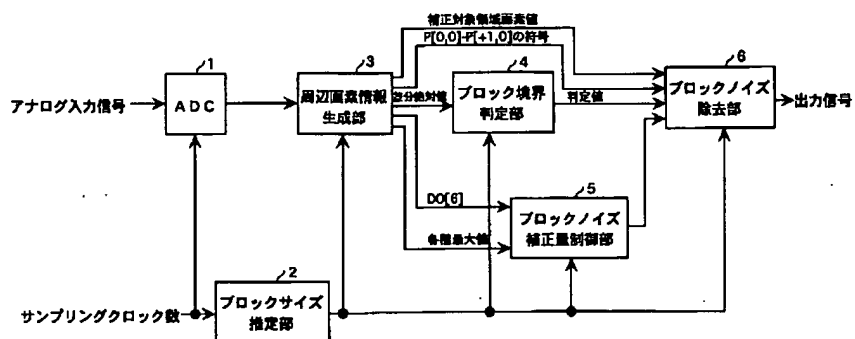 補正対象領域画素値
P[0,0]-P[+1,0]の符号
1
3
4
6
アナログ入力信号
ADC
周辺画素情報
生成部
差分絶対値
ブロック境界
判定部
判定値
ブロックノイズ
除去部
出力信号
DO[6]
5
各種最大値
ブロックノイズ
補正量制御部
2
サンプリングクロック数
ブロックサイズ
推定部